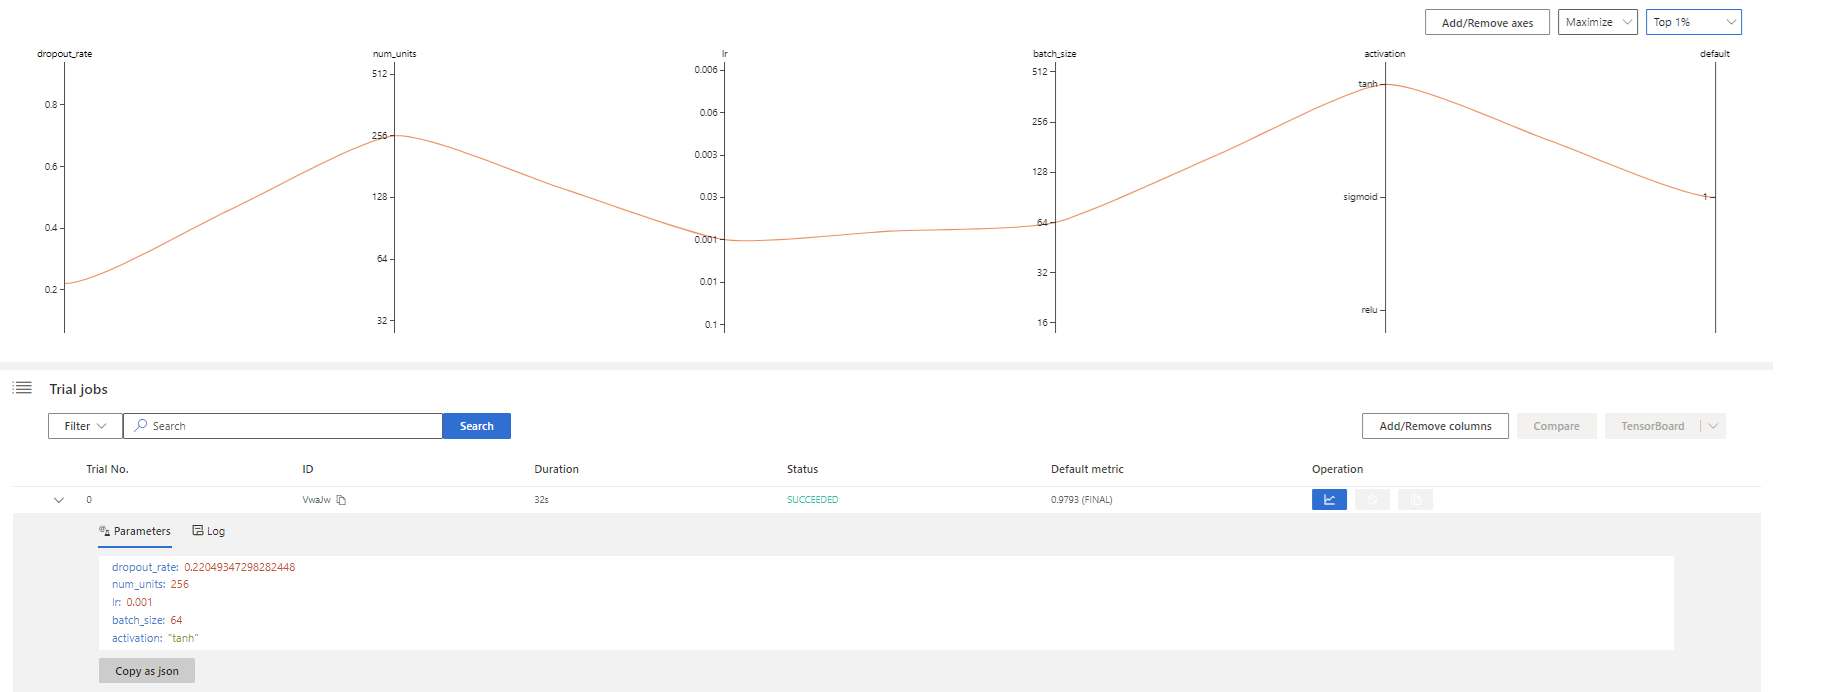 Add/Remove axes Maximize Top 1%
dropout_rate num_units lr batch_size activation default
0.8
0.6
0.4
0.2
512
256
128
64
32
0.006
0.06
0.003
0.03
0.001
0.01
0.1
512
256
128
64
32
16
tanh
sigmoid
relu
1
Trial jobs
Filter Search Search Add/Remove columns Compare TensorBoard
Trial No. ID Duration Status Default metric Operation
0 VwaJw 32s SUCCEEDED 0.9793 (FINAL)
Parameters Log
dropout_rate: 0.22049347298282448
num_units: 256
lr: 0.001
batch_size: 64
activation: "tanh"
Copy as json